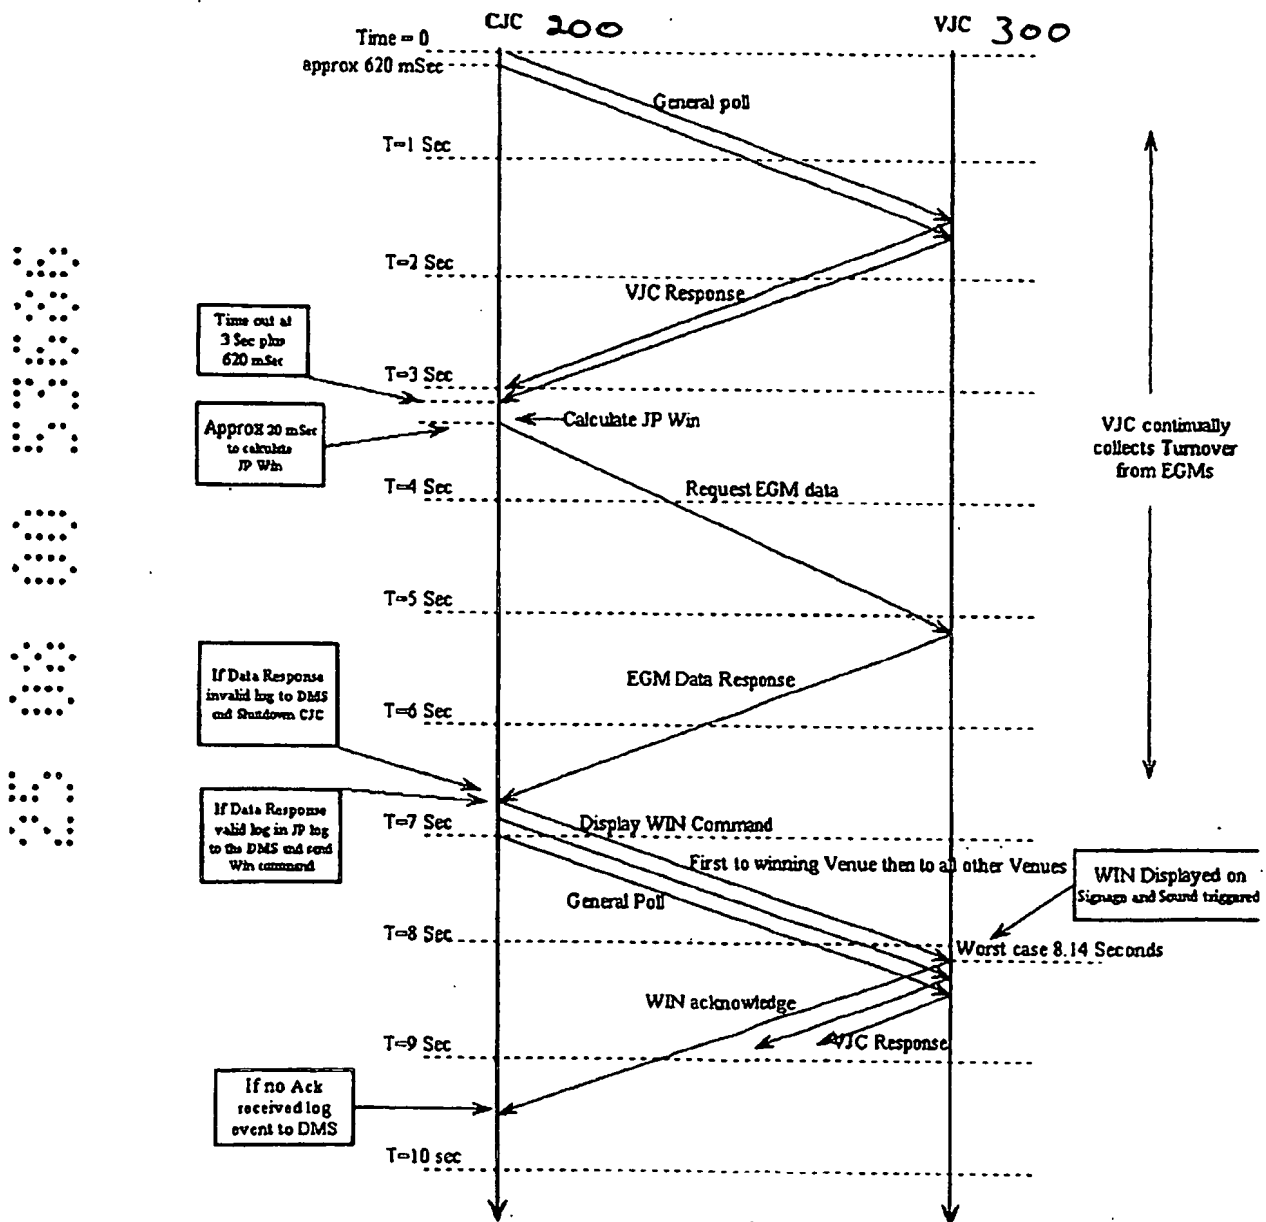 CJC 200
VJC 300
Time = 0
approx 620 mSec
General poll
T=1 Sec
T=2 Sec
VJC Response
Time out at
3 Sec plus
620 mSec
T=3 Sec
Calculate JP Win
Approx 20 mSec
to calculate
JP Win
VJC continually
collects Turnover
from EGMs
T=4 Sec
Request EGM data
T=5 Sec
If Data Response
invalid log to DMS
and Shutdown CJC
EGM Data Response
T=6 Sec
If Data Response
valid log in JP log
to the DMS and send
Win command
T=7 Sec
Display WIN Command
First to winning Venue then to all other Venues
WIN Displayed on
Signage and Sound triggared
General Poll
T=8 Sec
Worst case 8.14 Seconds
WIN acknowledge
T=9 Sec
VJC Response
If no Ack
received log
event to DMS
T=10 sec